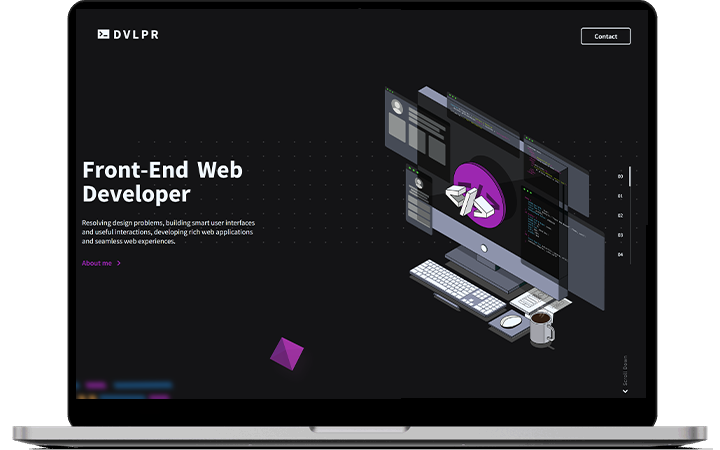 DVLPR
Contact
Front-End Web
Developer
Resolving design problems, building smart user interfaces
and useful interactions, developing rich web applications
and seamless web experiences.
About me
00
01
02
03
04
Scroll Down